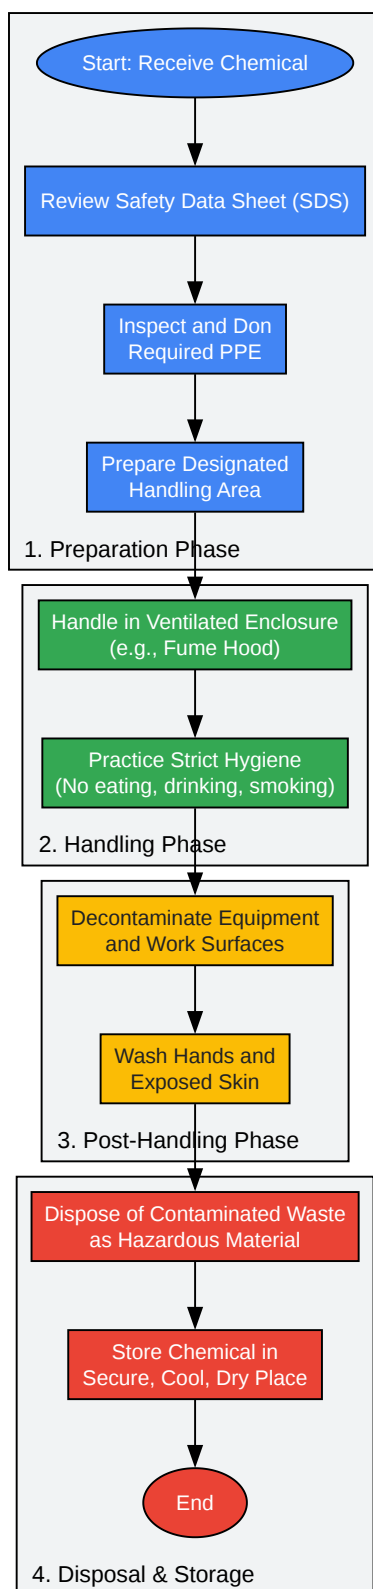 Start: Receive Chemical
Review Safety Data Sheet (SDS)
Inspect and Don
Required PPE
Prepare Designated
Handling Area
1. Preparation Phase
Handle in Ventilated Enclosure
(e.g., Fume Hood)
Practice Strict Hygiene
(No eating, drinking, smoking)
2. Handling Phase
Decontaminate Equipment
and Work Surfaces
Wash Hands and
Exposed Skin
3. Post-Handling Phase
Dispose of Contaminated Waste
as Hazardous Material
Store Chemical in
Secure, Cool, Dry Place
End
4. Disposal & Storage